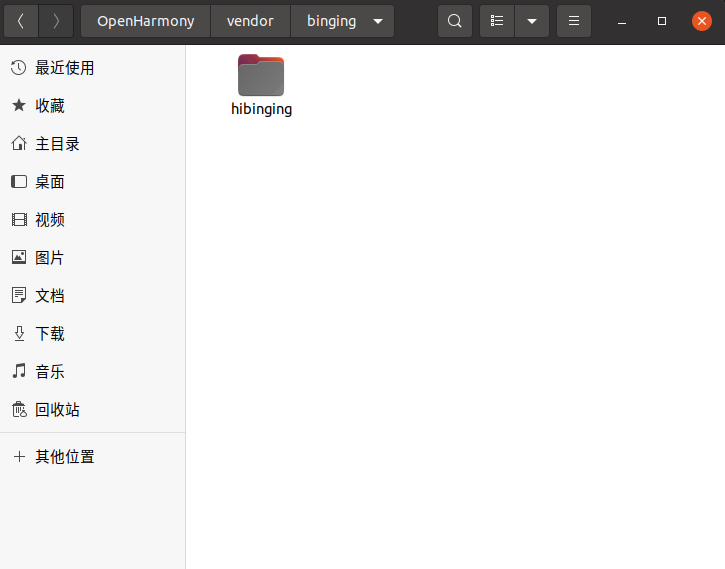 OpenHarmony vendor binging
最近使用
收藏
主目录
桌面
视频
图片
文档
下载
音乐
回收站
其他位置
hibinging